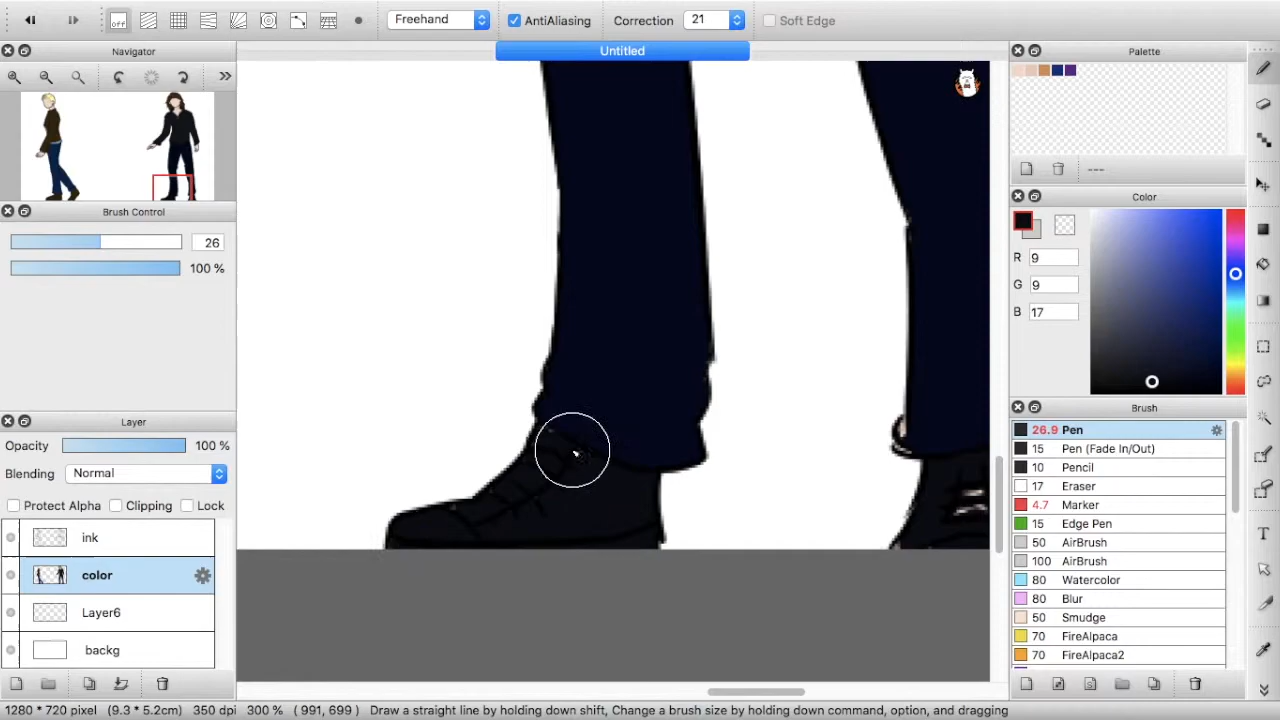 off Freehand AntiAliasing Correction 21 Soft Edge
Navigator Untitled Palette
Brush Control
26
100 %
Layer
Opacity 100 %
Blending Normal
Protect Alpha Clipping Lock
ink
color
Layer6
backg
---
Color
R 9
G 9
B 17
Brush
26.9 Pen
15 Pen (Fade In/Out)
10 Pencil
17 Eraser
4.7 Marker
15 Edge Pen
50 AirBrush
100 AirBrush
80 Watercolor
80 Blur
50 Smudge
70 FireAlpaca
70 FireAlpaca2
T
1280 * 720 pixel (9.3 * 5.2cm) 350 dpi 300 % ( 991, 699 ) Draw a straight line by holding down shift, Change a brush size by holding down command, option, and dragging